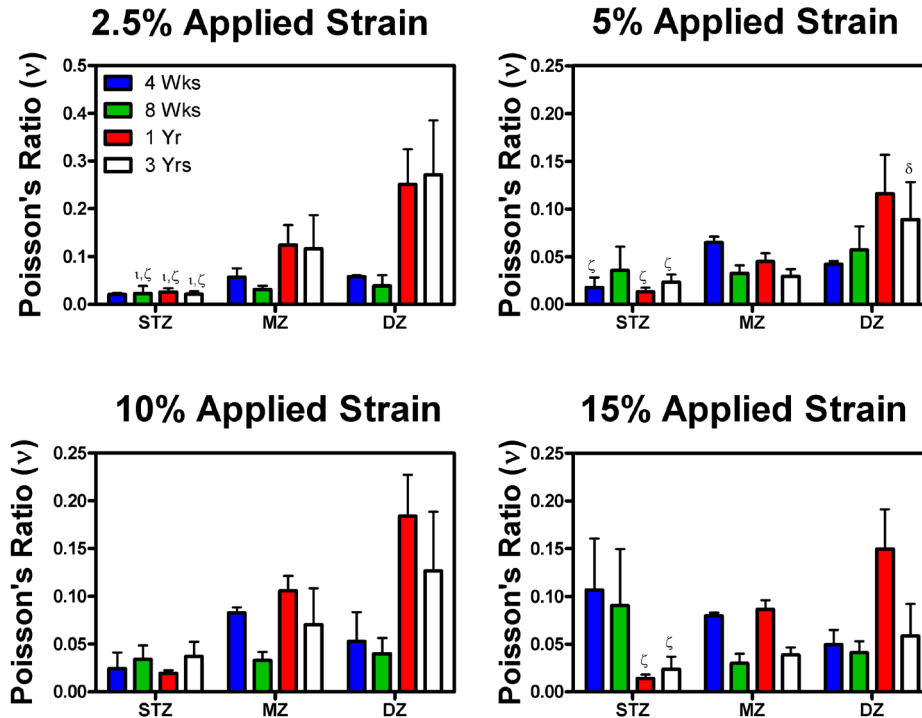 2.5% Applied Strain
Poisson's Ratio (ν)
0.5
0.4
0.3
0.2
0.1
0.0
4 Wks
8 Wks
1 Yr
3 Yrs
ι,ζ
ι,ζ
ι,ζ
STZ
MZ
DZ
5% Applied Strain
Poisson's Ratio (ν)
0.25
0.20
0.15
0.10
0.05
0.00
ζ
ζ
ζ
δ
STZ
MZ
DZ
10% Applied Strain
Poisson's Ratio (ν)
0.25
0.20
0.15
0.10
0.05
0.00
STZ
MZ
DZ
15% Applied Strain
Poisson's Ratio (ν)
0.25
0.20
0.15
0.10
0.05
0.00
ζ
ζ
STZ
MZ
DZ